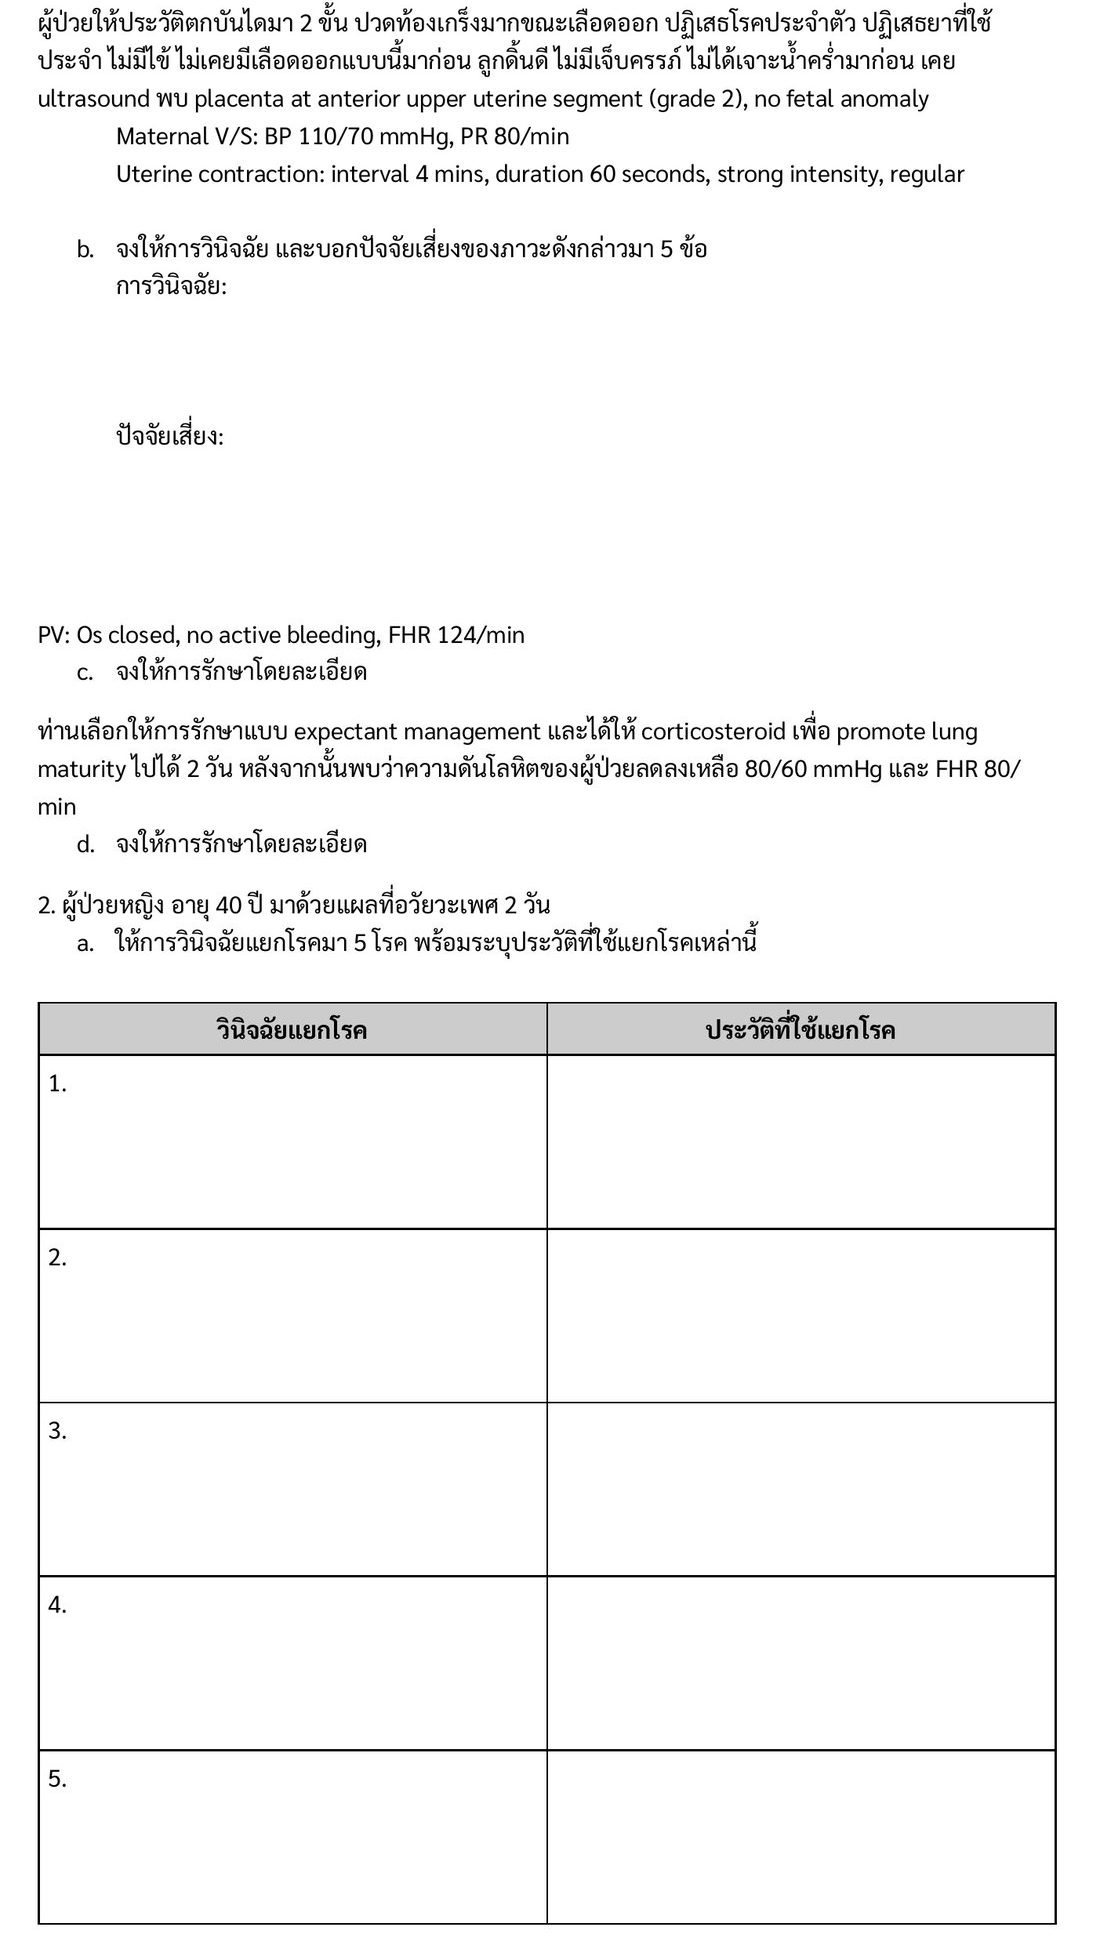 ผู้ป่วยให้ประวัติตกบันไดมา 2 ขั้น ปวดท้องเกร็งมากขณะเลือดออก ปฏิเสธโรคประจำตัว ปฏิเสธยาที่ใช้
ประจำ ไม่มีไข้ ไม่เคยมีเลือดออกแบบนี้มาก่อน ลูกดิ้นดี ไม่มีเจ็บครรภ์ ไม่ได้เจาะน้ำคร่ำมาก่อน เคย
ultrasound พบ placenta at anterior upper uterine segment (grade 2), no fetal anomaly
Maternal V/S: BP 110/70 mmHg, PR 80/min
Uterine contraction: interval 4 mins, duration 60 seconds, strong intensity, regular
b. จงให้การวินิจฉัย และบอกปัจจัยเสี่ยงของภาวะดังกล่าวมา 5 ข้อ
การวินิจฉัย:
ปัจจัยเสี่ยง:
PV: Os closed, no active bleeding, FHR 124/min
c. จงให้การรักษาโดยละเอียด
ท่านเลือกให้การรักษาแบบ expectant management และได้ให้ corticosteroid เพื่อ promote lung
maturity ไปได้ 2 วัน หลังจากนั้นพบว่าความดันโลหิตของผู้ป่วยลดลงเหลือ 80/60 mmHg และ FHR 80/
min
d. จงให้การรักษาโดยละเอียด
2. ผู้ป่วยหญิง อายุ 40 ปี มาด้วยแผลที่อวัยวะเพศ 2 วัน
a. ให้การวินิจฉัยแยกโรคมา 5 โรค พร้อมระบุประวัติที่ใช้แยกโรคเหล่านี้
วินิจฉัยแยกโรค ประวัติที่ใช้แยกโรค
1.
2.
3.
4.
5.